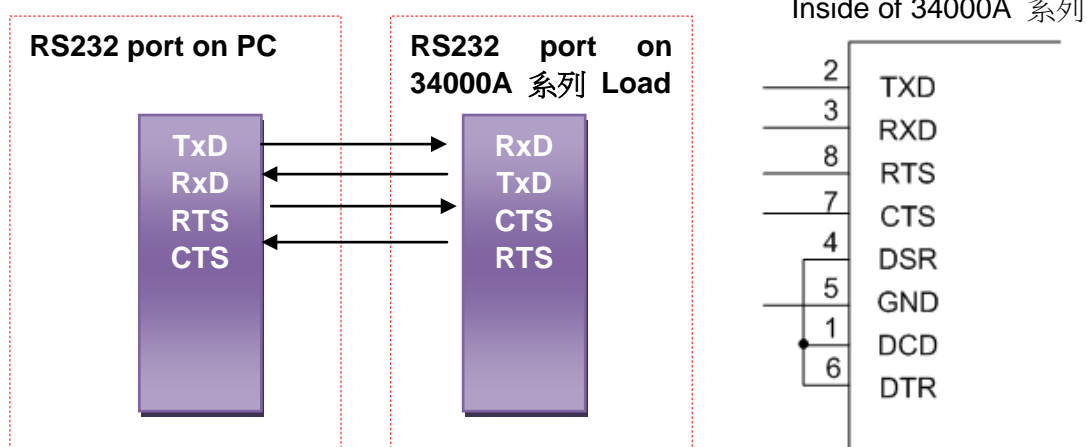 RS232 port on PC
RS232 port on
34000A 系列 Load
TxD
RxD
RTS
CTS
RxD
TxD
CTS
RTS
Inside of 34000A 系列
2 TXD
3 RXD
8 RTS
7 CTS
4 DSR
5 GND
1 DCD
6 DTR